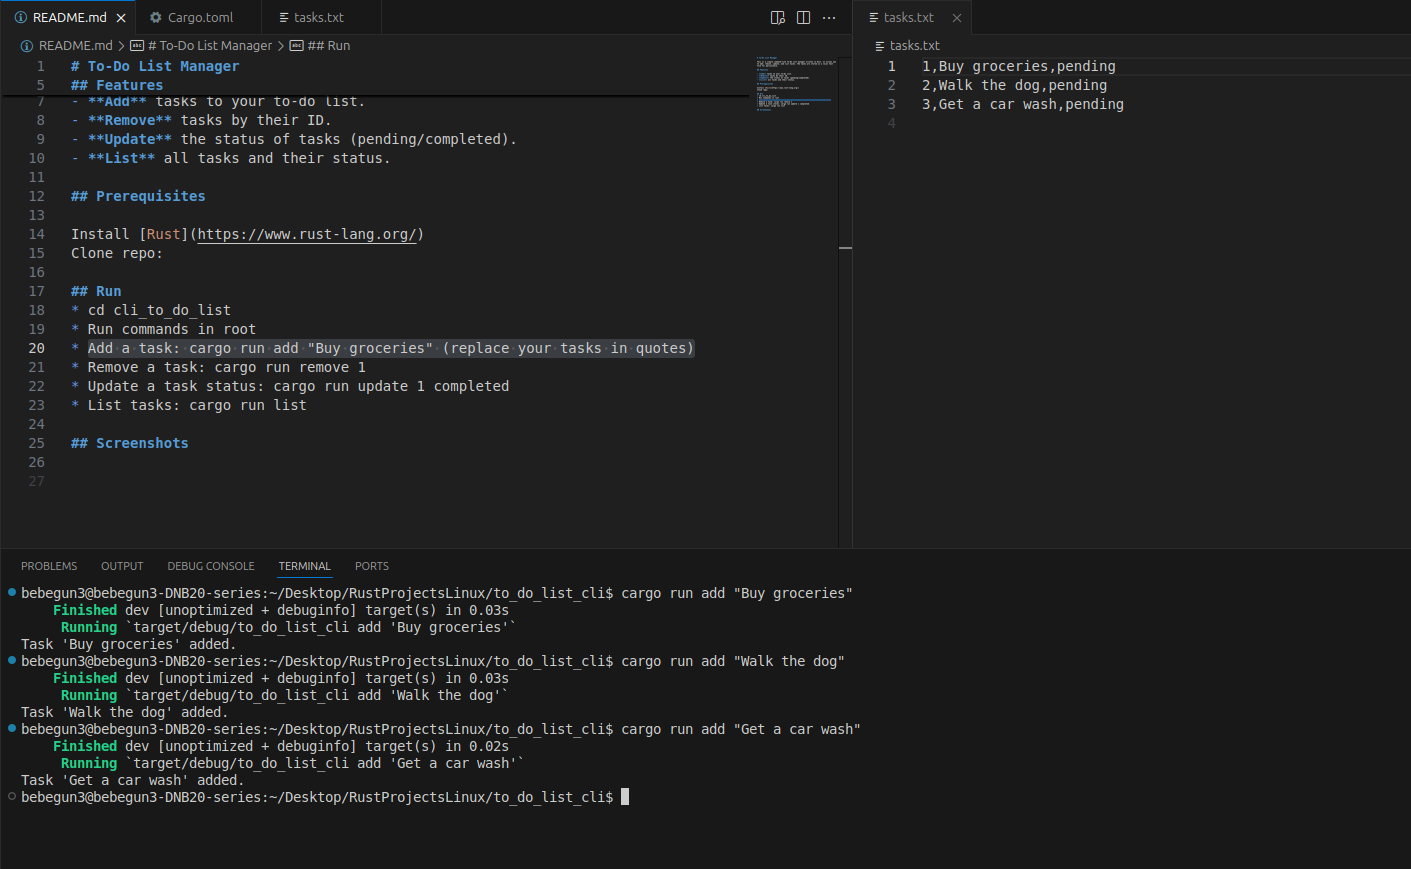 README.md
Cargo.toml
tasks.txt
README.md > # To-Do List Manager > ## Run
1 # To-Do List Manager
5 ## Features
7 - **Add** tasks to your to-do list.
8 - **Remove** tasks by their ID.
9 - **Update** the status of tasks (pending/completed).
10 - **List** all tasks and their status.
11
12 ## Prerequisites
13
14 Install [Rust](https://www.rust-lang.org/)
15 Clone repo:
16
17 ## Run
18 * cd cli_to_do_list
19 * Run commands in root
20 * Add a task: cargo run add "Buy groceries" (replace your tasks in quotes)
21 * Remove a task: cargo run remove 1
22 * Update a task status: cargo run update 1 completed
23 * List tasks: cargo run list
24
25 ## Screenshots
26
27
tasks.txt
tasks.txt
1 1,Buy groceries,pending
2 2,Walk the dog,pending
3 3,Get a car wash,pending
4
PROBLEMS OUTPUT DEBUG CONSOLE TERMINAL PORTS
bebegun3@bebegun3-DNB20-series:~/Desktop/RustProjectsLinux/to_do_list_cli$ cargo run add "Buy groceries"
Finished dev [unoptimized + debuginfo] target(s) in 0.03s
Running `target/debug/to_do_list_cli add 'Buy groceries'`
Task 'Buy groceries' added.
bebegun3@bebegun3-DNB20-series:~/Desktop/RustProjectsLinux/to_do_list_cli$ cargo run add "Walk the dog"
Finished dev [unoptimized + debuginfo] target(s) in 0.03s
Running `target/debug/to_do_list_cli add 'Walk the dog'`
Task 'Walk the dog' added.
bebegun3@bebegun3-DNB20-series:~/Desktop/RustProjectsLinux/to_do_list_cli$ cargo run add "Get a car wash"
Finished dev [unoptimized + debuginfo] target(s) in 0.02s
Running `target/debug/to_do_list_cli add 'Get a car wash'`
Task 'Get a car wash' added.
bebegun3@bebegun3-DNB20-series:~/Desktop/RustProjectsLinux/to_do_list_cli$